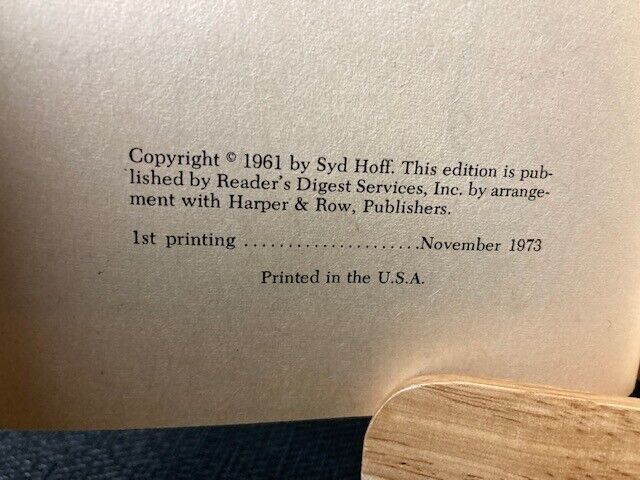 Copyright © 1961 by Syd Hoff. This edition is pub-
lished by Reader's Digest Services, Inc. by arrange-
ment with Harper & Row, Publishers.
1st printing ....................November 1973
Printed in the U.S.A.